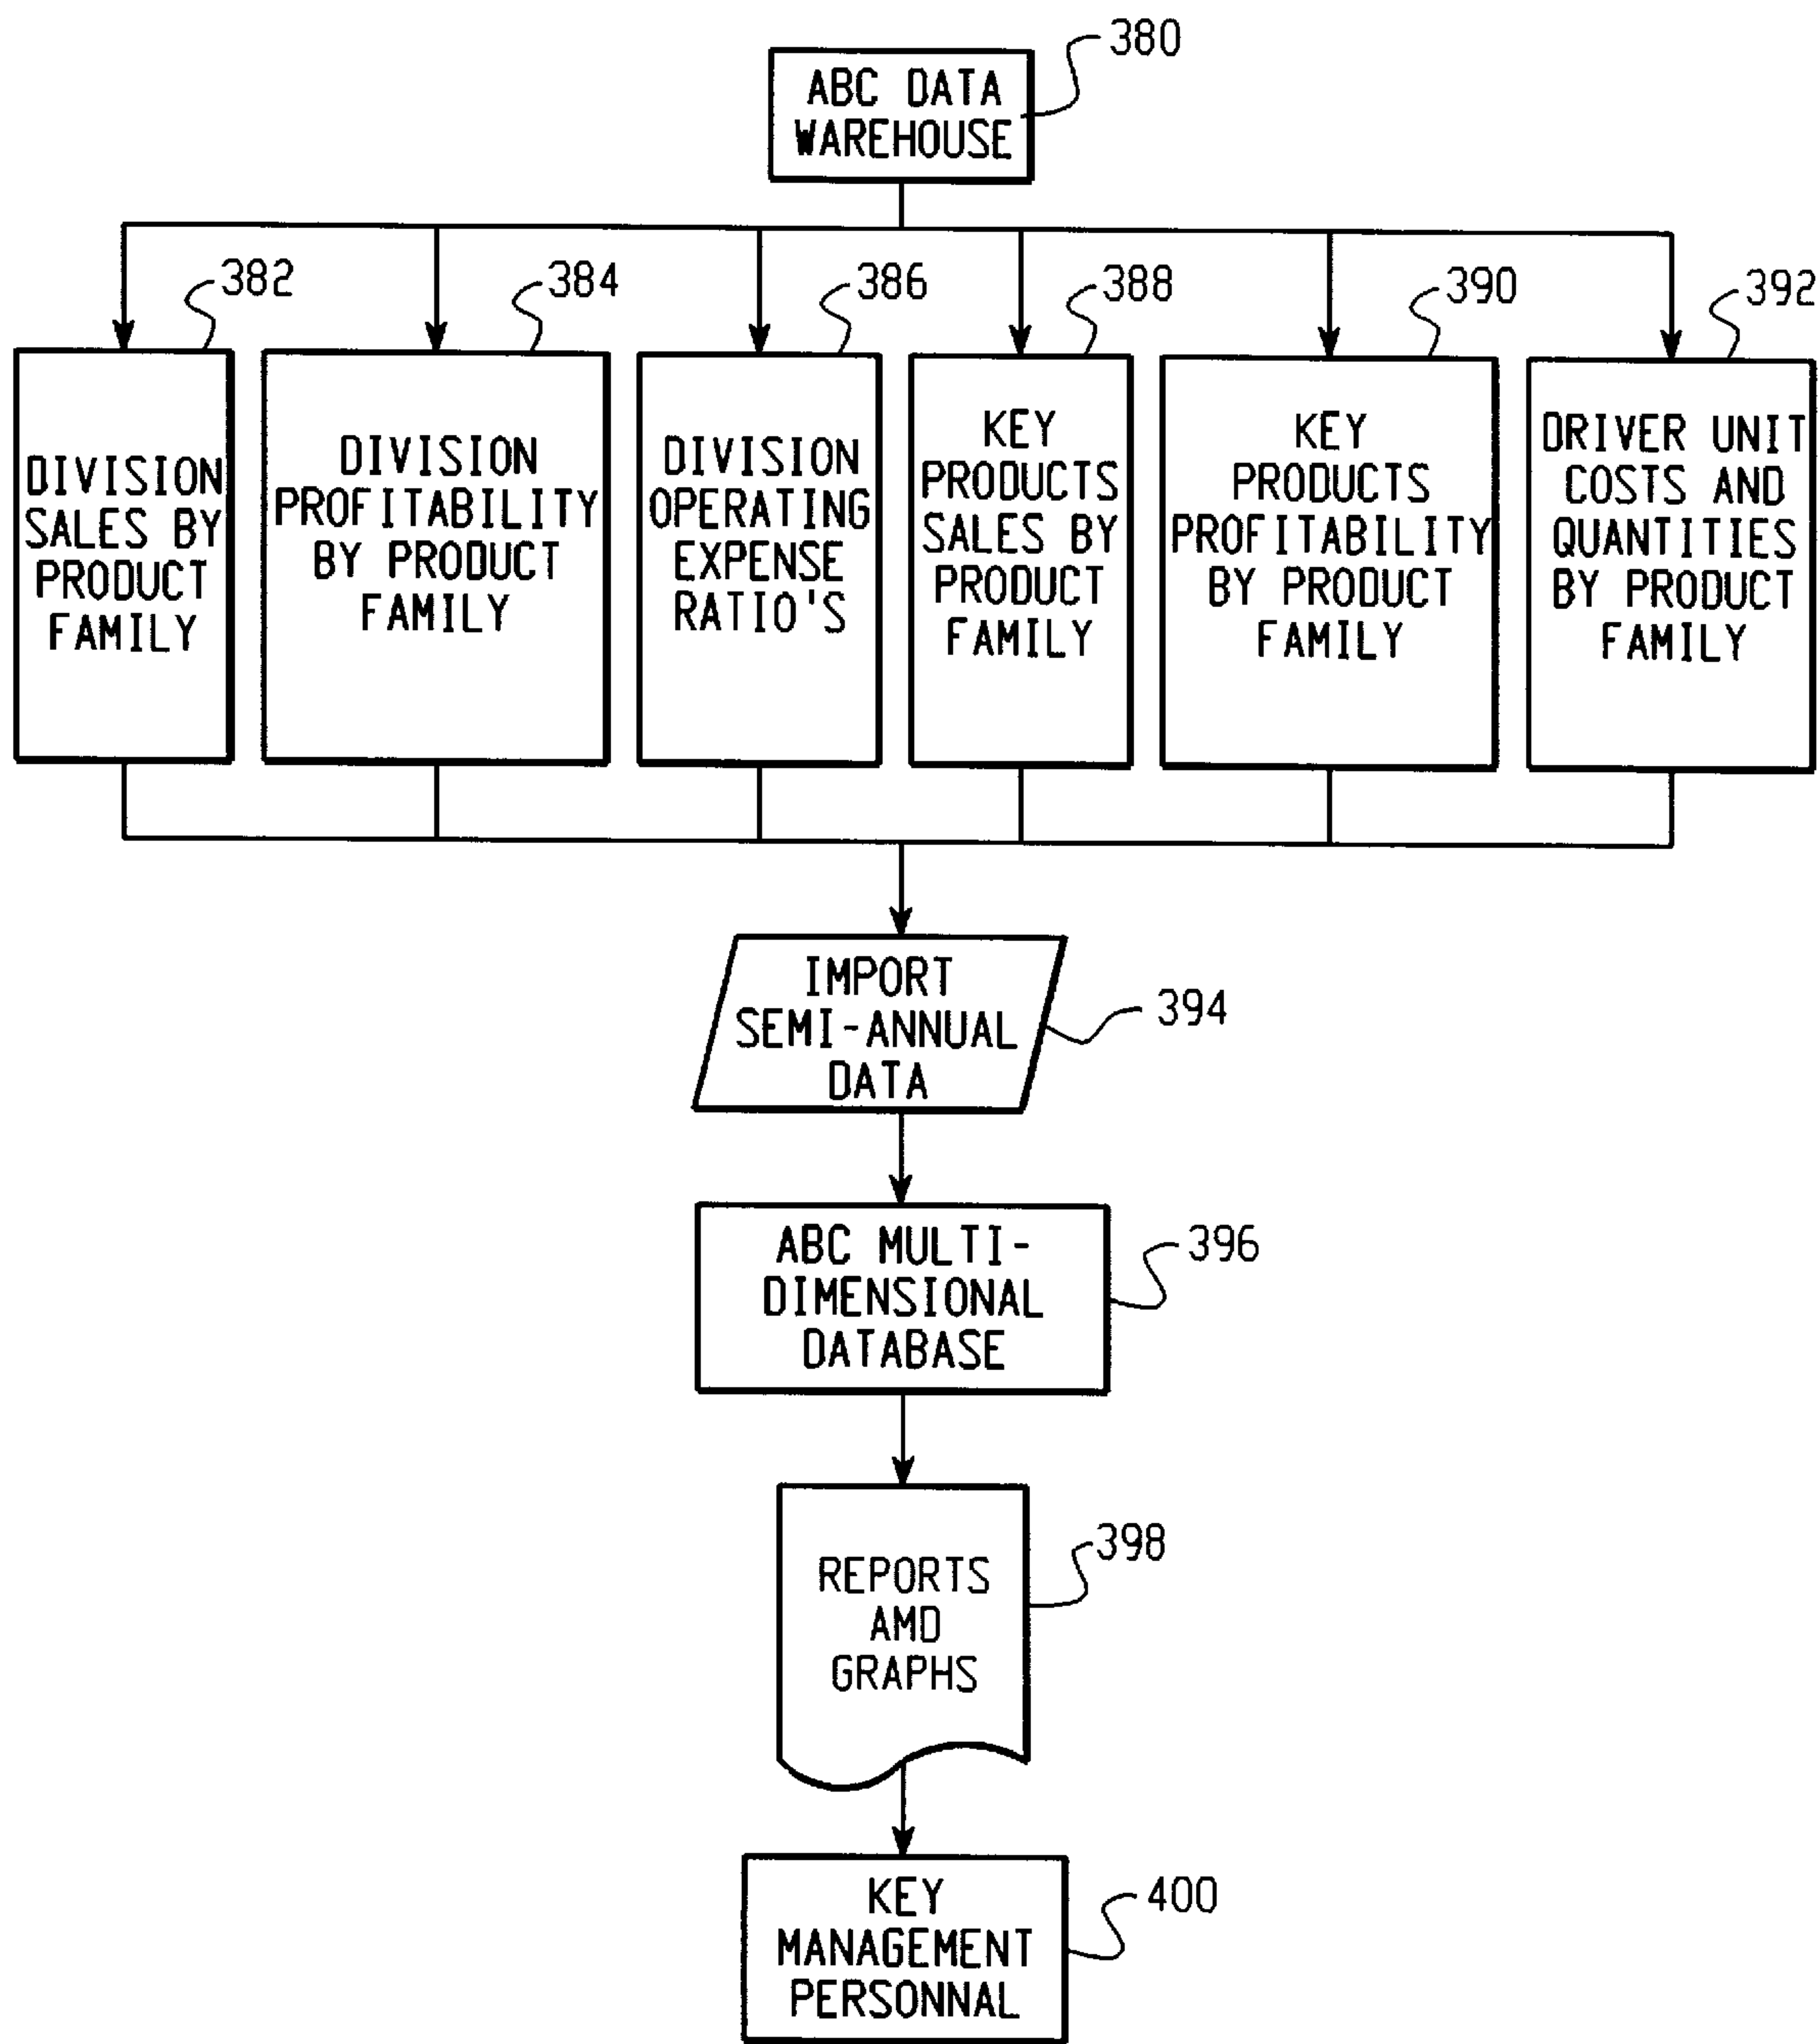 380
ABC DATA
WAREHOUSE
382
384
386
388
390
392
DIVISION
SALES BY
PRODUCT
FAMILY
DIVISION
PROFITABILITY
BY PRODUCT
FAMILY
DIVISION
OPERATING
EXPENSE
RATIO'S
KEY
PRODUCTS
SALES BY
PRODUCT
FAMILY
KEY
PRODUCTS
PROFITABILITY
BY PRODUCT
FAMILY
DRIVER UNIT
COSTS AND
QUANTITIES
BY PRODUCT
FAMILY
IMPORT
SEMI-ANNUAL
DATA
394
ABC MULTI-
DIMENSIONAL
DATABASE
396
REPORTS
AMD
GRAPHS
398
KEY
MANAGEMENT
PERSONNAL
400